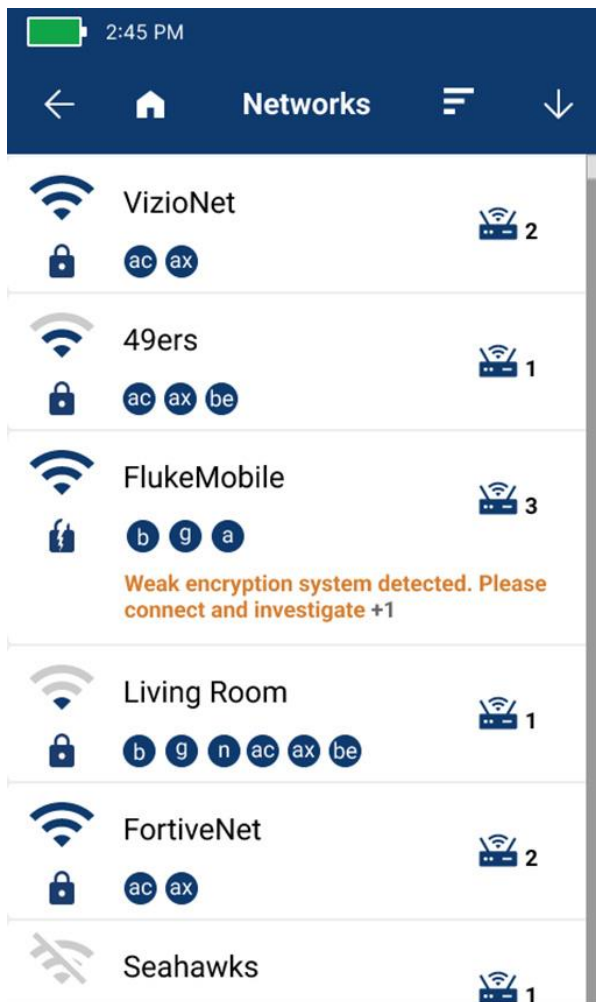 2:45 PM
Networks
VizioNet
2
ac ax
49ers
1
ac ax be
FlukeMobile
3
b g a
Weak encryption system detected. Please
connect and investigate +1
Living Room
1
b g n ac ax be
FortiveNet
2
ac ax
Seahawks
1